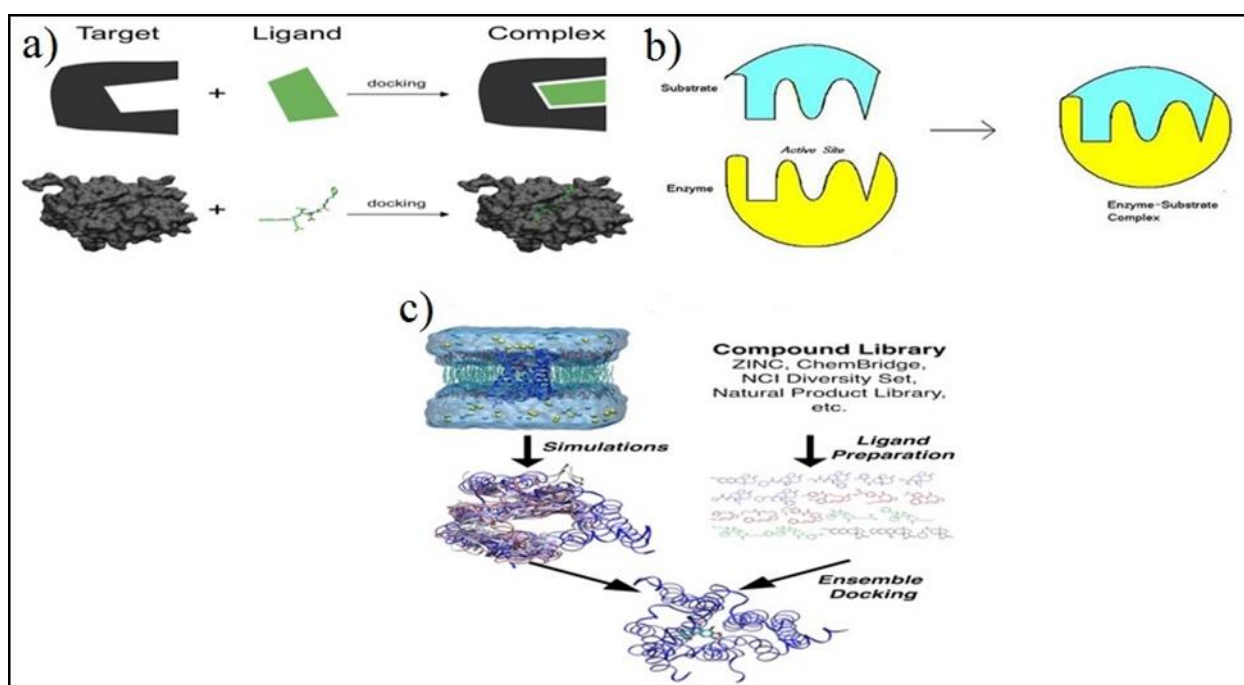 a)
Target
Ligand
Complex
+
docking
+
docking
b)
Substrate
Active Site
Enzyme
Enzyme-Substrate
Complex
c)
Compound Library
ZINC, ChemBridge,
NCI Diversity Set,
Natural Product Library,
etc.
Simulations
Ligand
Preparation
Ensemble
Docking